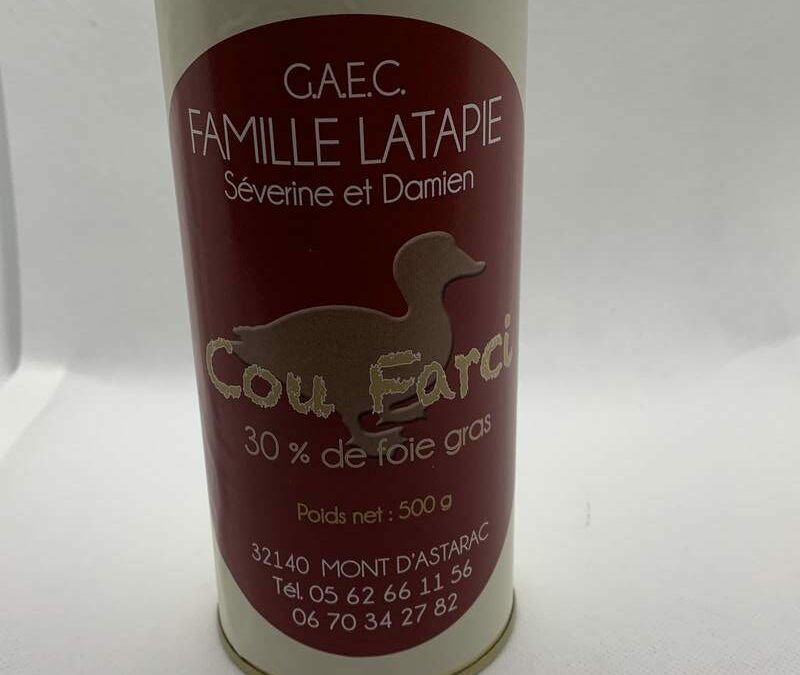 G.A.E.C.
FAMILLE LATAPIE
Séverine et Damien
Cou Farci
30 % de foie gras
Poids net : 500 g
32140 MONT D'ASTARAC
Tél. 05 62 66 11 56
06 70 34 27 82